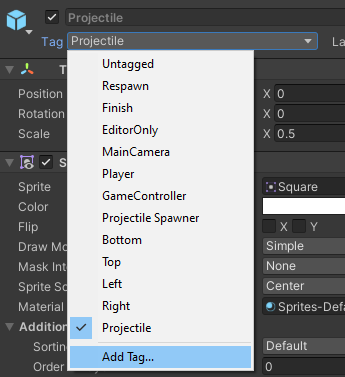 Projectile
Tag Projectile La
Untagged
Respawn
Finish
EditorOnly
MainCamera
Player
GameController
Projectile Spawner
Bottom
Top
Left
Right
Projectile
Add Tag...
T
Position X 0
Rotation X 0
Scale X 0.5
S
Sprite Square
Color
Flip X Y
Draw Mo Simple
Mask Int None
Sprite So Center
Material Sprites-Defa
Addition
Sorting Default
Order 0